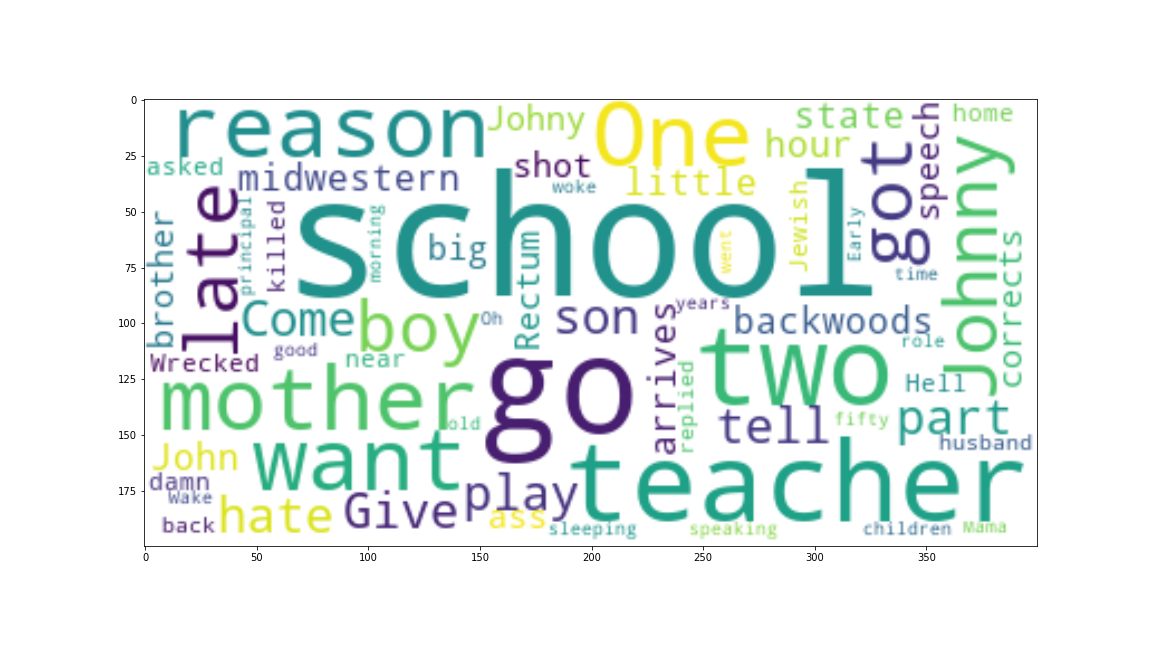 0
25
50
75
100
125
150
175
0
50
100
150
200
250
300
350
reason
Johny
One
state
home
hour
speech
asked
midwestern
shot
woke
little
got
Johnny
late
principal
killed
school
morning
big
went
Jewish
Early
time
brother
Rectum
corrects
Come
boy
Oh
son
years
backwoods
role
arrives
Wrecked
good
near
two
Hell
mother
old
go
replied
tell
fifty
part
husband
John
want
teacher
damn
Wake
back
hate
Give
play
ass
sleeping
speaking
children
Mama